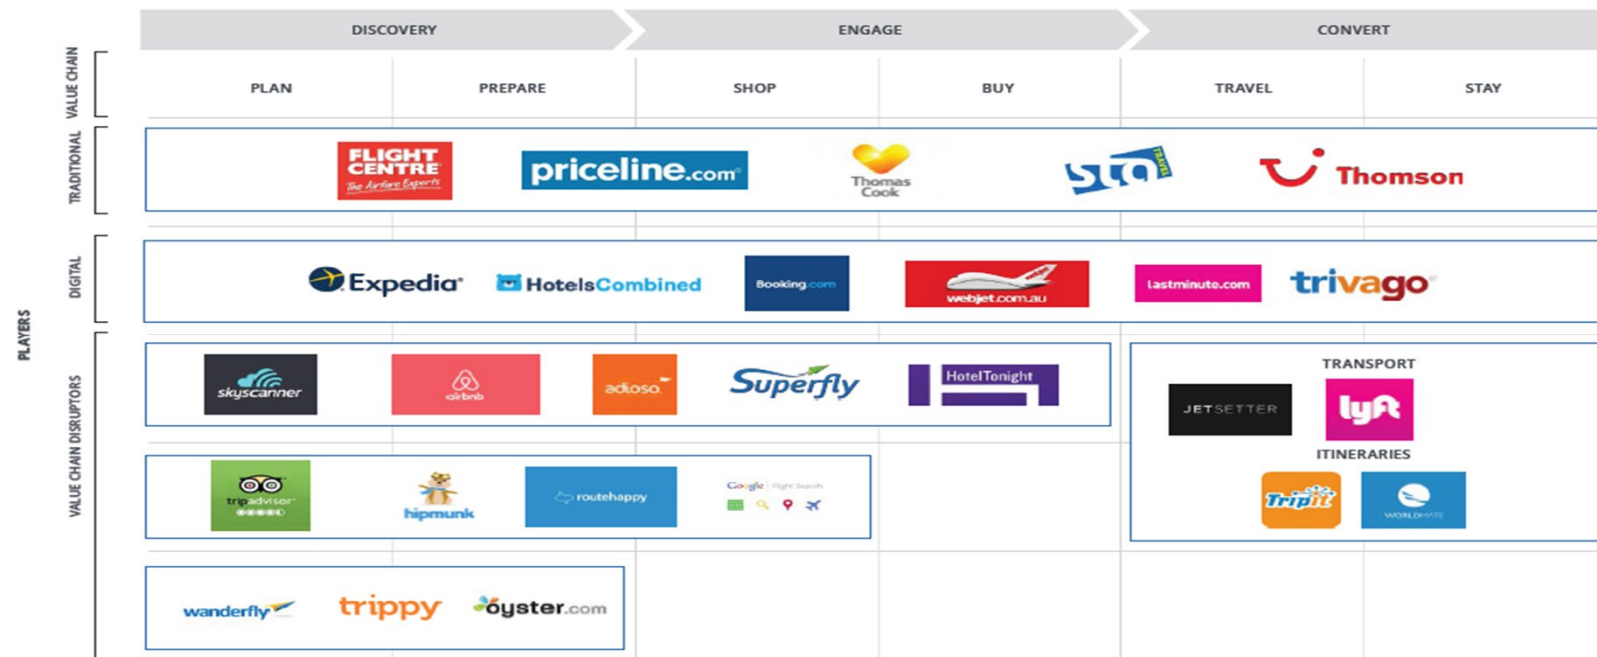 DISCOVERY
ENGAGE
CONVERT
VALUE CHAIN
PLAN
PREPARE
SHOP
BUY
TRAVEL
STAY
PLAYERS
TRADITIONAL
FLIGHT
CENTRE
The Airfare Experts
priceline.com
Thomas
Cook
sta
TRAVEL
Thomson
DIGITAL
Expedia
HotelsCombined
Booking.com
webjet
webjet.com.au
lastminute.com
trivago
VALUE CHAIN DISRUPTORS
skyscanner
airbnb
adioso
Superfly
HotelTonight
TRANSPORT
JETSETTER
lyft
ITINERARIES
TripIt
WORLDMATE
tripadvisor
hipmunk
routehappy
Google Flight Search
wanderfly
trippy
oyster.com